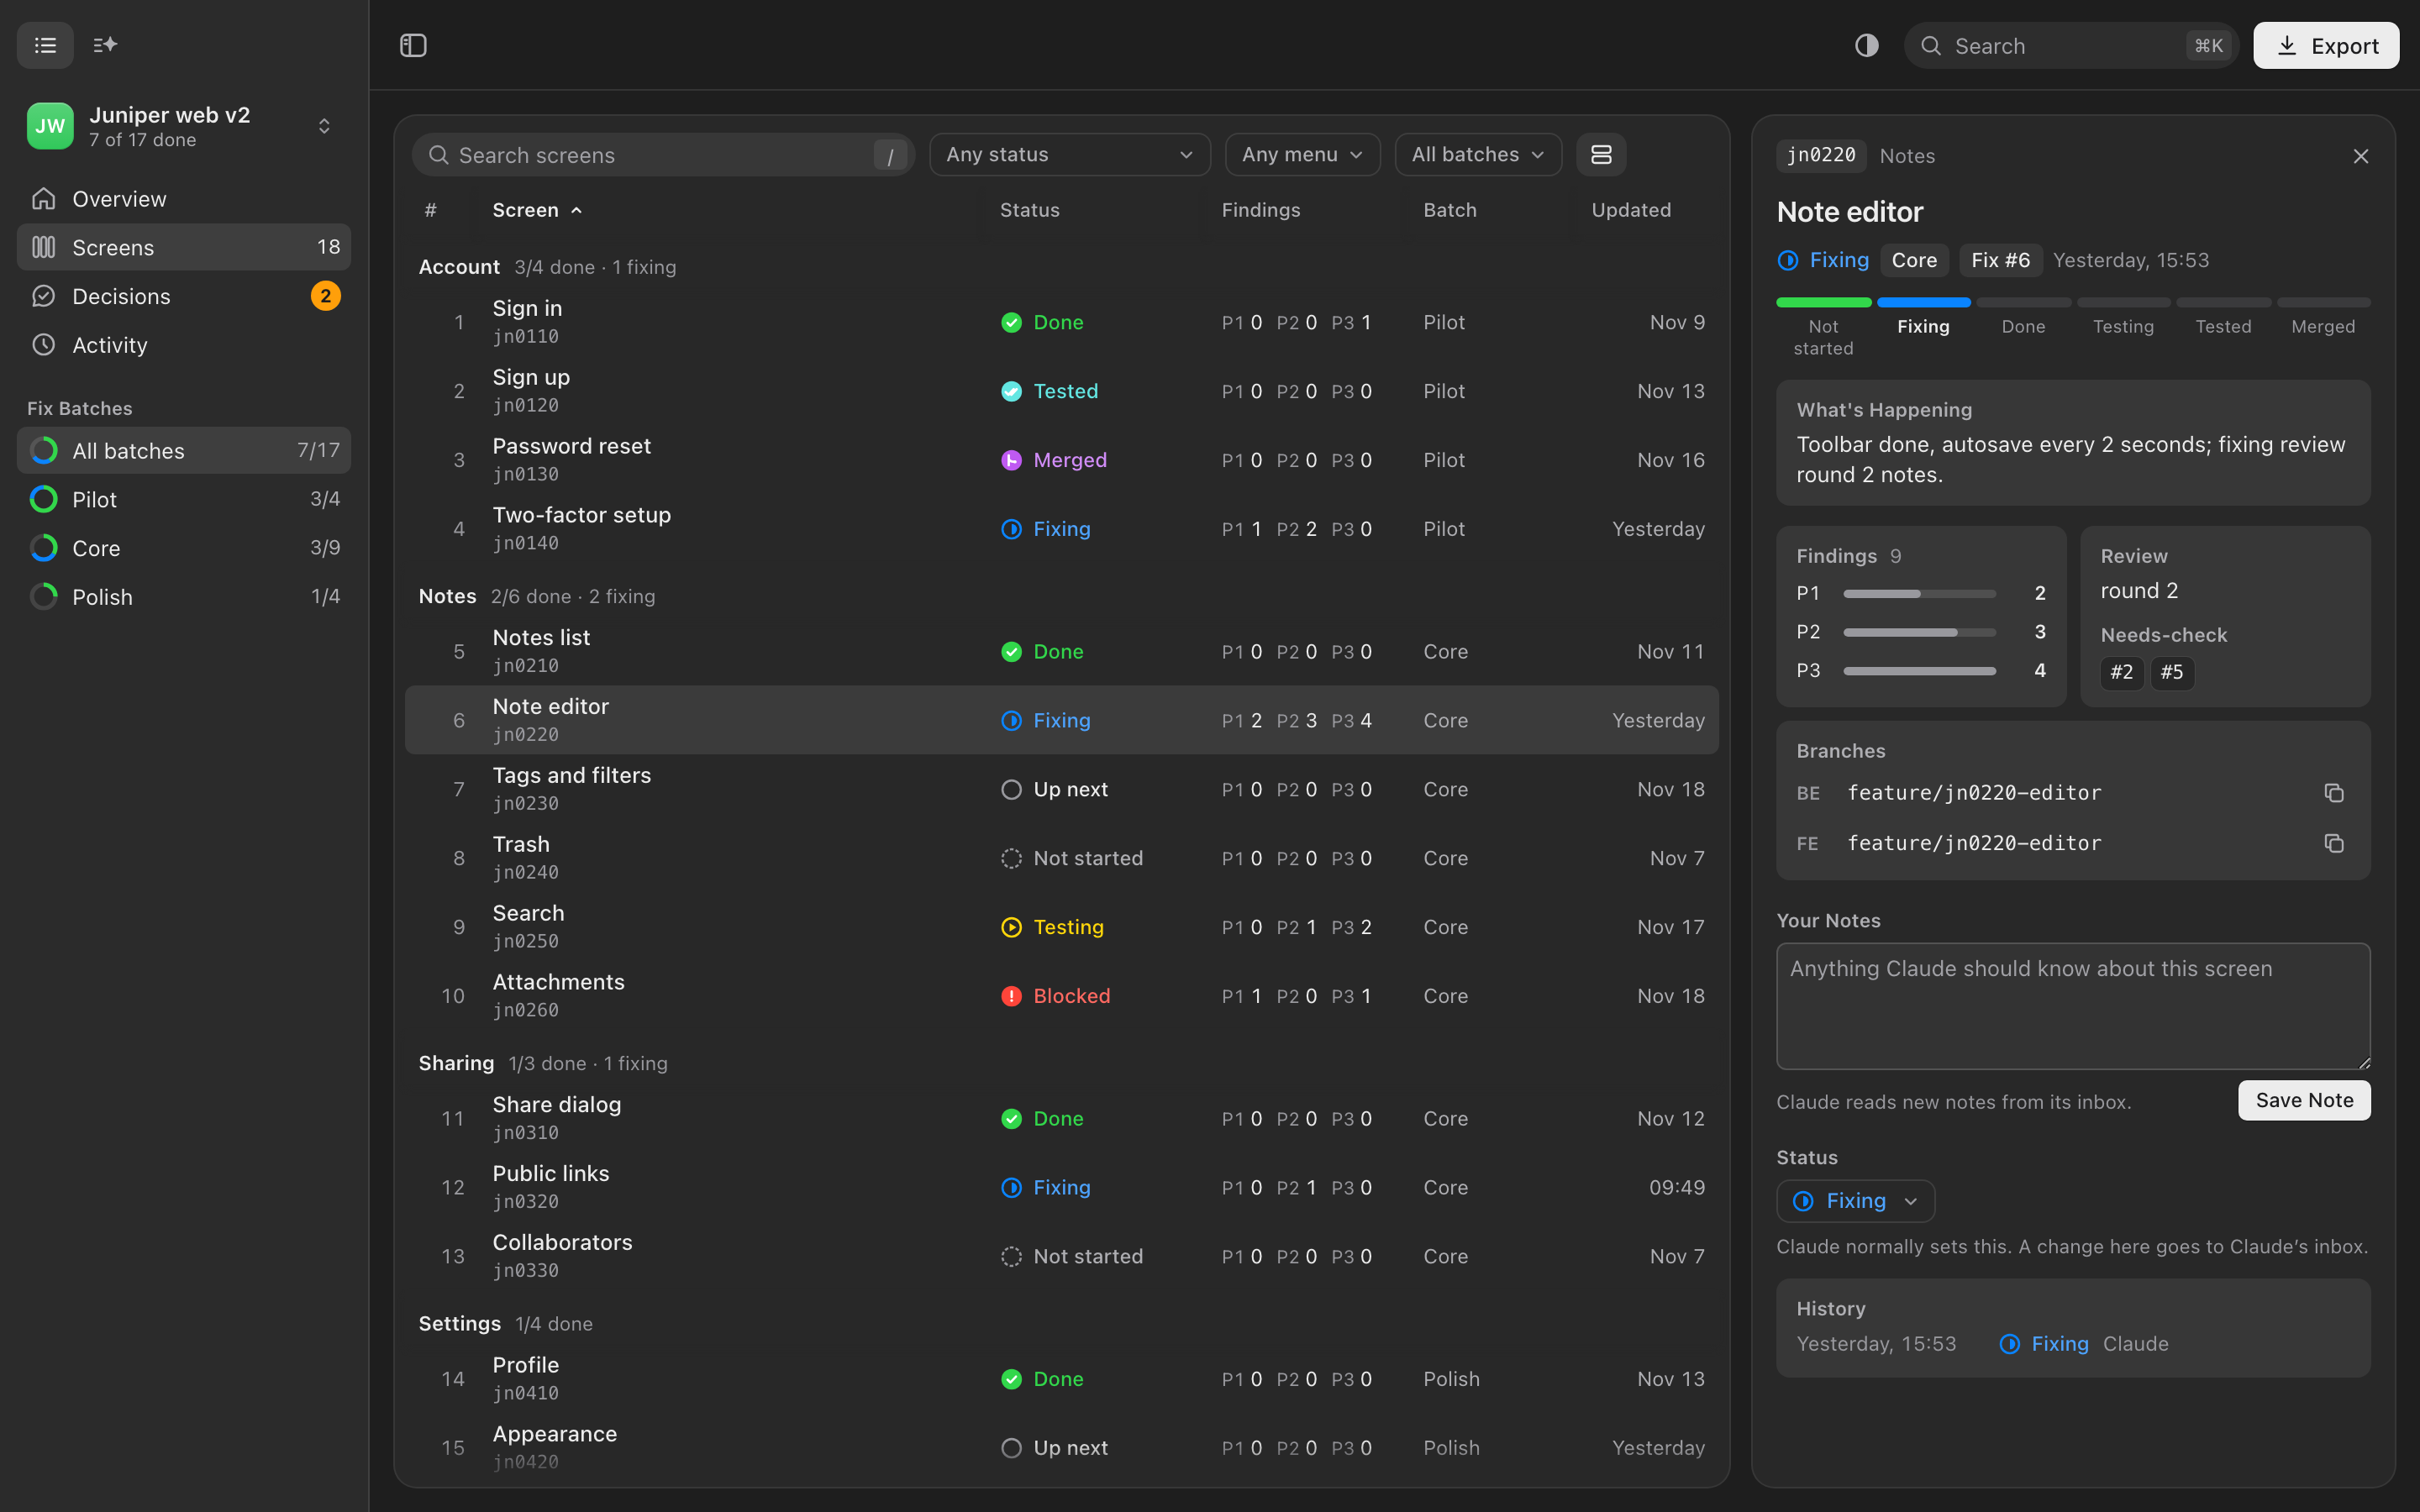 JW
Juniper web v2
7 of 17 done
Overview
Screens 18
Decisions 2
Activity
Fix Batches
All batches 7/17
Pilot 3/4
Core 3/9
Polish 1/4
Search ⌘K
Export
Search screens /
Any status
Any menu
All batches
# Screen Status Findings Batch Updated
Account 3/4 done · 1 fixing
1 Sign in Done P1 0 P2 0 P3 1 Pilot Nov 9
jn0110
2 Sign up Tested P1 0 P2 0 P3 0 Pilot Nov 13
jn0120
3 Password reset Merged P1 0 P2 0 P3 0 Pilot Nov 16
jn0130
4 Two-factor setup Fixing P1 1 P2 2 P3 0 Pilot Yesterday
jn0140
Notes 2/6 done · 2 fixing
5 Notes list Done P1 0 P2 0 P3 0 Core Nov 11
jn0210
6 Note editor Fixing P1 2 P2 3 P3 4 Core Yesterday
jn0220
7 Tags and filters Up next P1 0 P2 0 P3 0 Core Nov 18
jn0230
8 Trash Not started P1 0 P2 0 P3 0 Core Nov 7
jn0240
9 Search Testing P1 0 P2 1 P3 2 Core Nov 17
jn0250
10 Attachments Blocked P1 1 P2 0 P3 1 Core Nov 18
jn0260
Sharing 1/3 done · 1 fixing
11 Share dialog Done P1 0 P2 0 P3 0 Core Nov 12
jn0310
12 Public links Fixing P1 0 P2 1 P3 0 Core 09:49
jn0320
13 Collaborators Not started P1 0 P2 0 P3 0 Core Nov 7
jn0330
Settings 1/4 done
14 Profile Done P1 0 P2 0 P3 0 Polish Nov 13
jn0410
15 Appearance Up next P1 0 P2 0 P3 0 Polish Yesterday
jn0420
jn0220 Notes
Note editor
Fixing Core Fix #6 Yesterday, 15:53
Not started
Fixing
Done
Testing
Tested
Merged
What's Happening
Toolbar done, autosave every 2 seconds; fixing review
round 2 notes.
Findings 9
P1 2
P2 3
P3 4
Review
round 2
Needs-check
#2 #5
Branches
BE feature/jn0220-editor
FE feature/jn0220-editor
Your Notes
Anything Claude should know about this screen
Claude reads new notes from its inbox.
Save Note
Status
Fixing
Claude normally sets this. A change here goes to Claude’s inbox.
History
Yesterday, 15:53 Fixing Claude